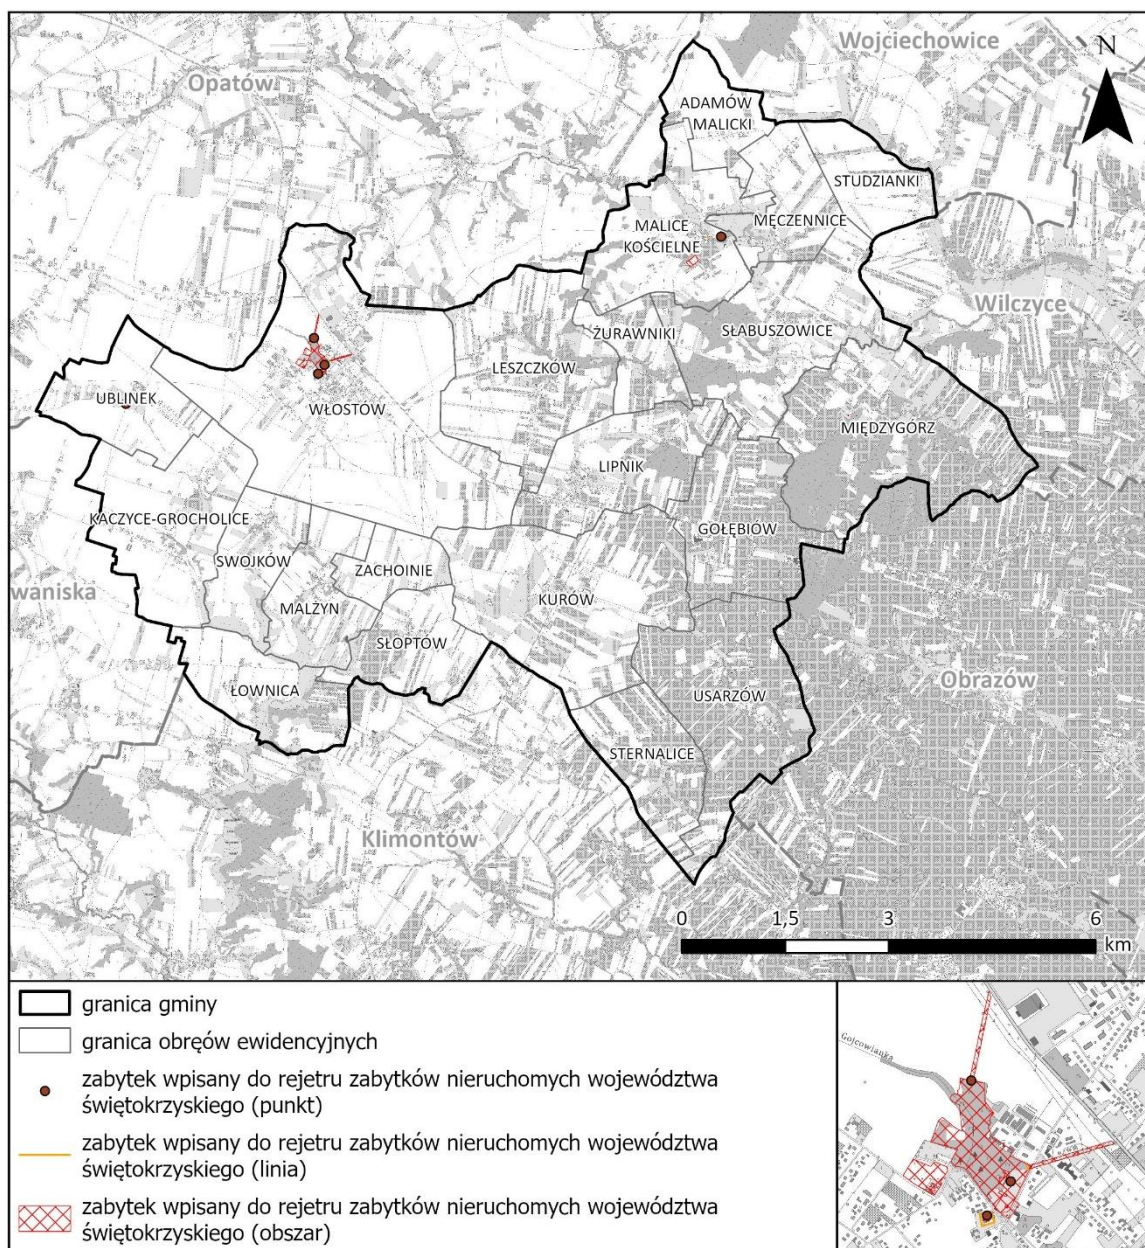 Wojciechowice
N
Opatów
ADAMÓW
MALICKI
STUDZIANKI
MALICE
KOŚCIELNE
MĘCZENNICE
Wilczyce
ŻURAWNIKI
SŁABUSZOWICE
LESZCZKÓW
UBLINEK
WŁOSTÓW
MIĘDZYGÓRZ
LIPNIK
KACZYCE-GROCHOLICE
GOŁĘBIÓW
SWOJKÓW
ZACHOINIE
waniska
MALZYN
KURÓW
SŁOPTÓW
ŁOWNICA
USARZÓW
Obrazów
STERNALICE
Klimontów
0 1,5 3 6
km
granica gminy
granica obręów ewidencyjnych
zabytek wpisany do rejetru zabytków nieruchomych województwa
świętokrzyskiego (punkt)
zabytek wpisany do rejetru zabytków nieruchomych województwa
świętokrzyskiego (linia)
zabytek wpisany do rejetru zabytków nieruchomych województwa
świętokrzyskiego (obszar)
Gojcowianka